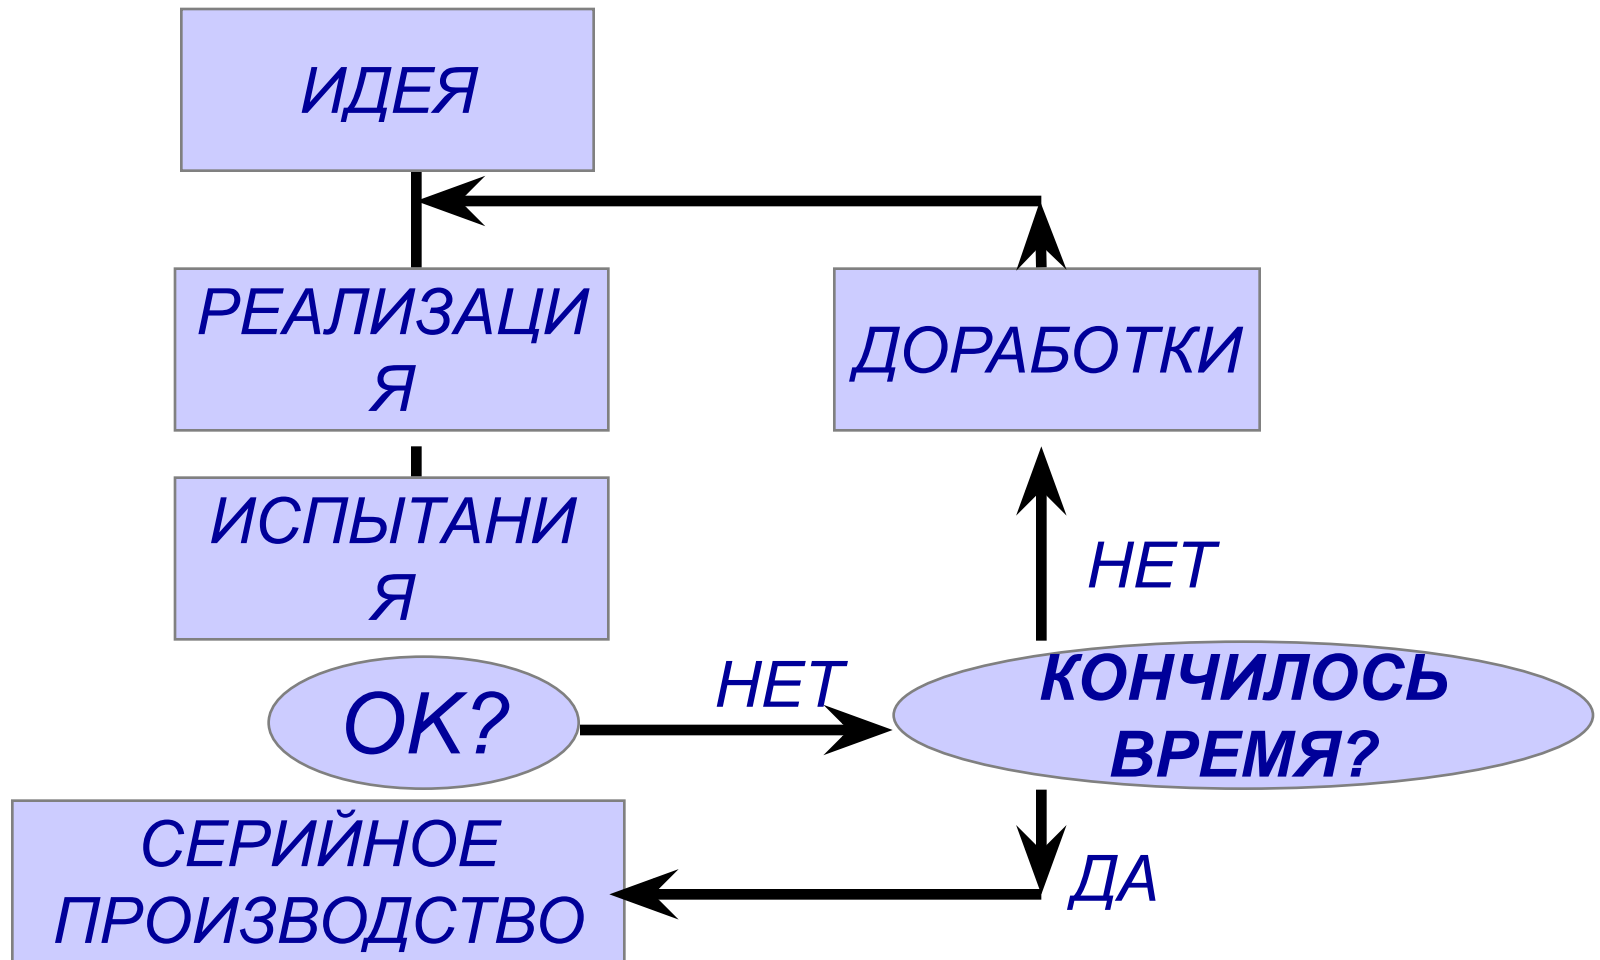 ИДЕЯ
РЕАЛИЗАЦИ
Я
ДОРАБОТКИ
ИСПЫТАНИ
Я
НЕТ
OK?
НЕТ
КОНЧИЛОСЬ
ВРЕМЯ?
СЕРИЙНОЕ
ПРОИЗВОДСТВО
ДА